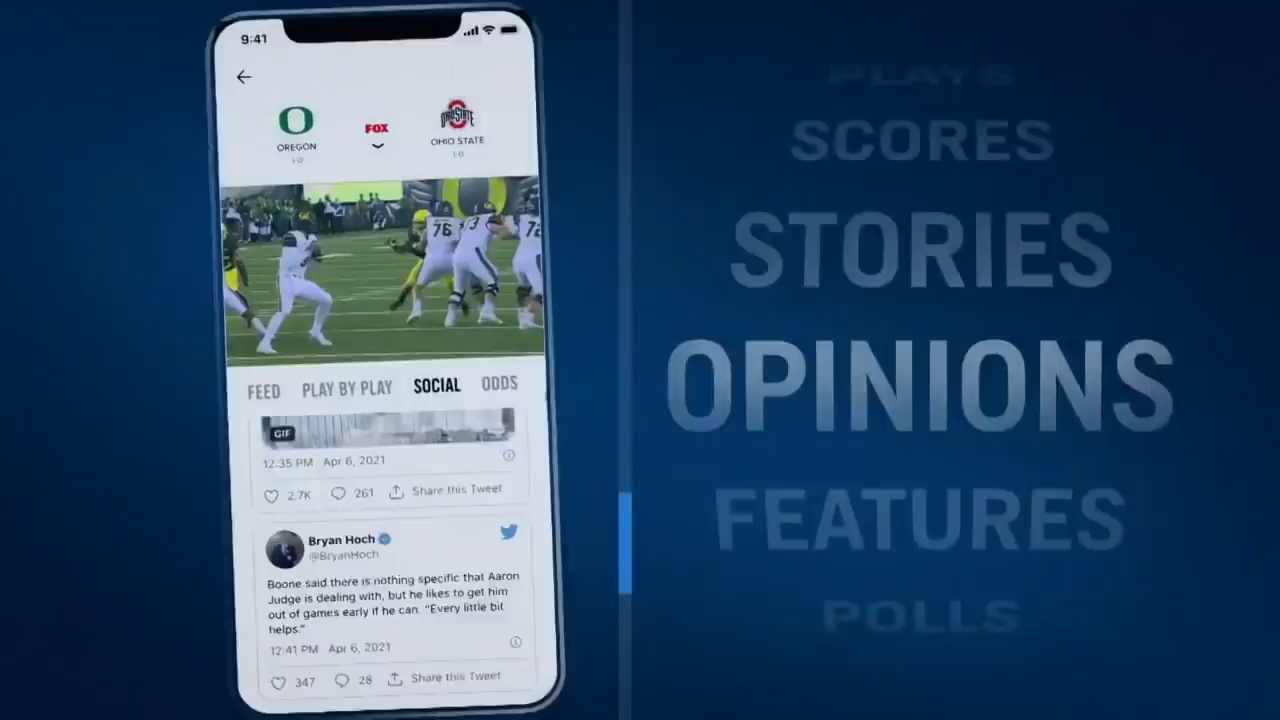 9:41
OREGON
1-0
FOX
OHIO STATE
OHIO STATE
1-0
76
73
72
FEED PLAY BY PLAY SOCIAL ODDS
GIF
12:35 PM Apr 6, 2021
2.7K 261 Share this Tweet
Bryan Hoch
@BryanHoch
Boone said there is nothing specific that Aaron
Judge is dealing with, but he likes to get him
out of games early if he can. “Every little bit
helps.”
12:41 PM Apr 6, 2021
347 28 Share this Tweet
PLAYS
SCORES
STORIES
OPINIONS
FEATURES
POLLS